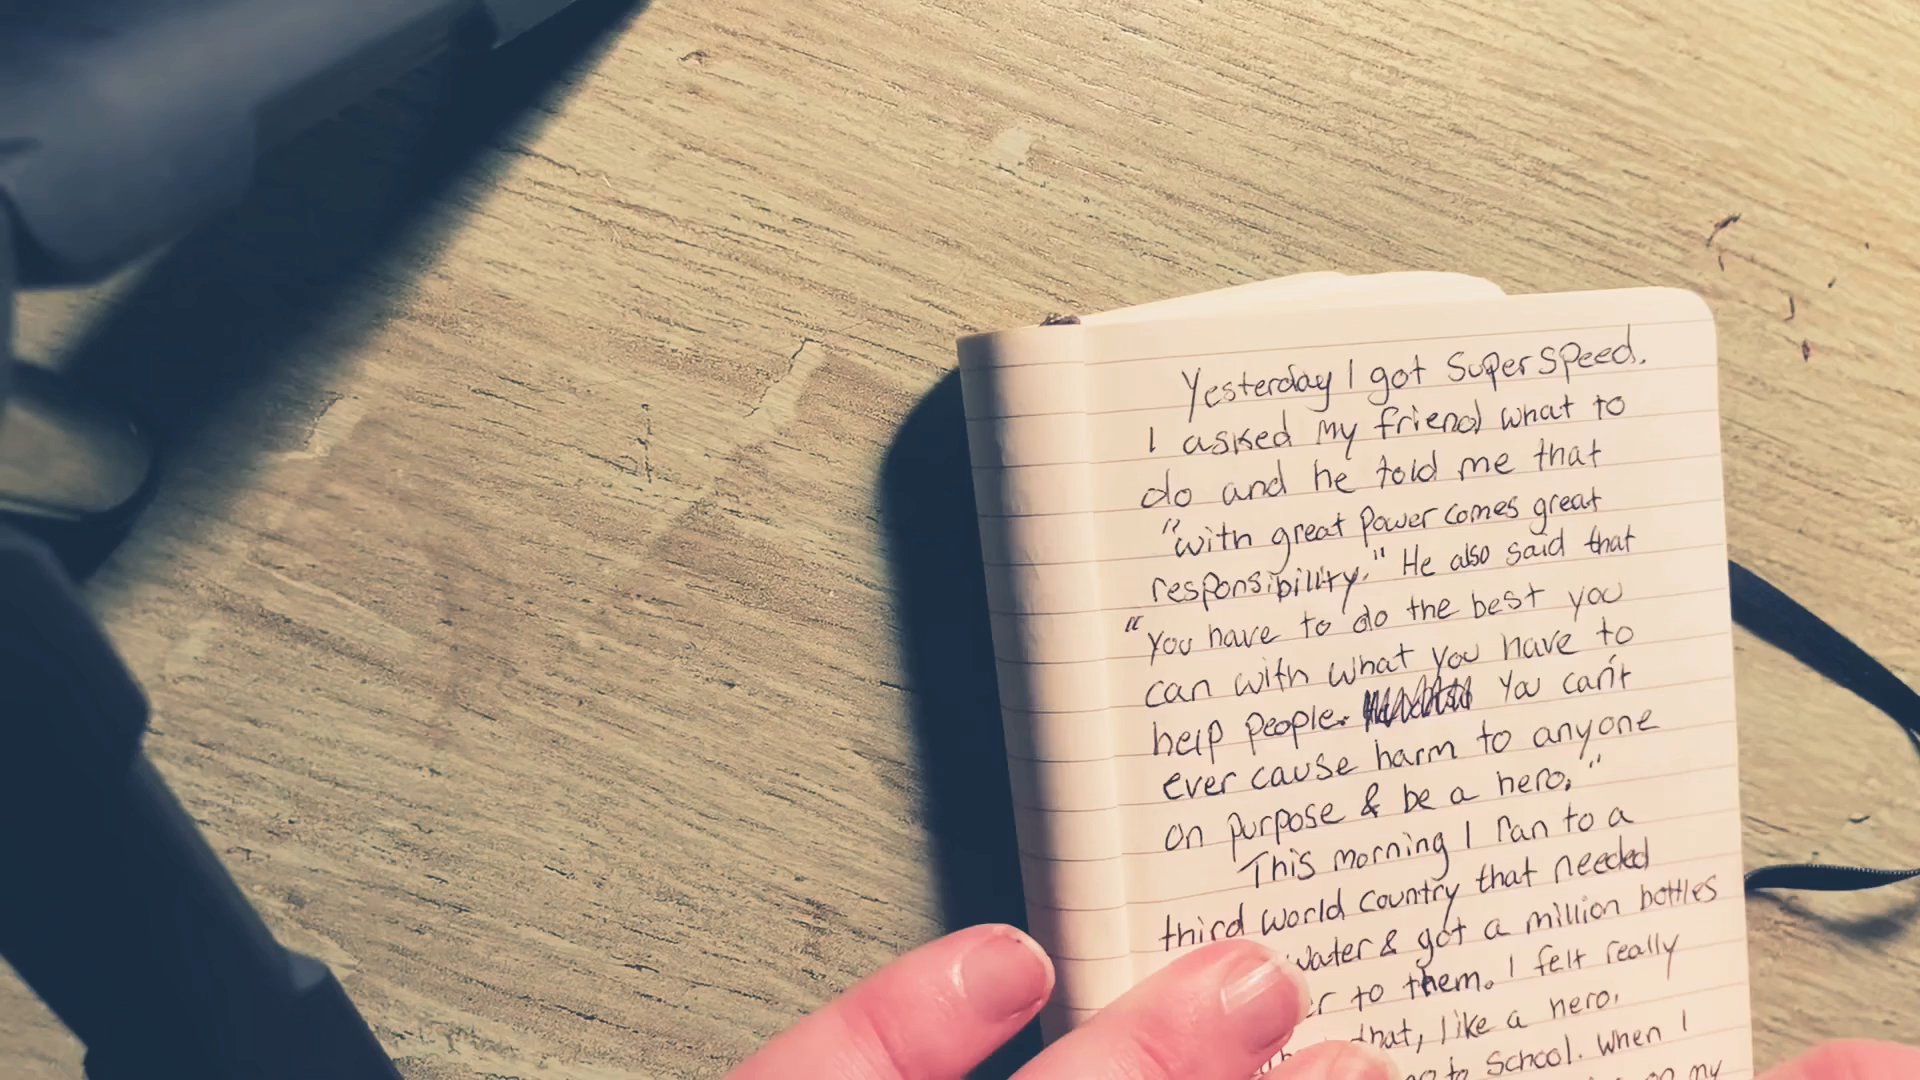 Yesterday I got Super Speed.
I asked my friend what to
do and he told me that
"with great power comes great
responsibility." He also said that
"You have to do the best you
can with what you have to
help people. You can't
ever cause harm to anyone
on purpose & be a hero."
This morning I ran to a
third world country that needed
water & got a million bottles
to them. I felt really
that, like a hero.
to School. When I
on my